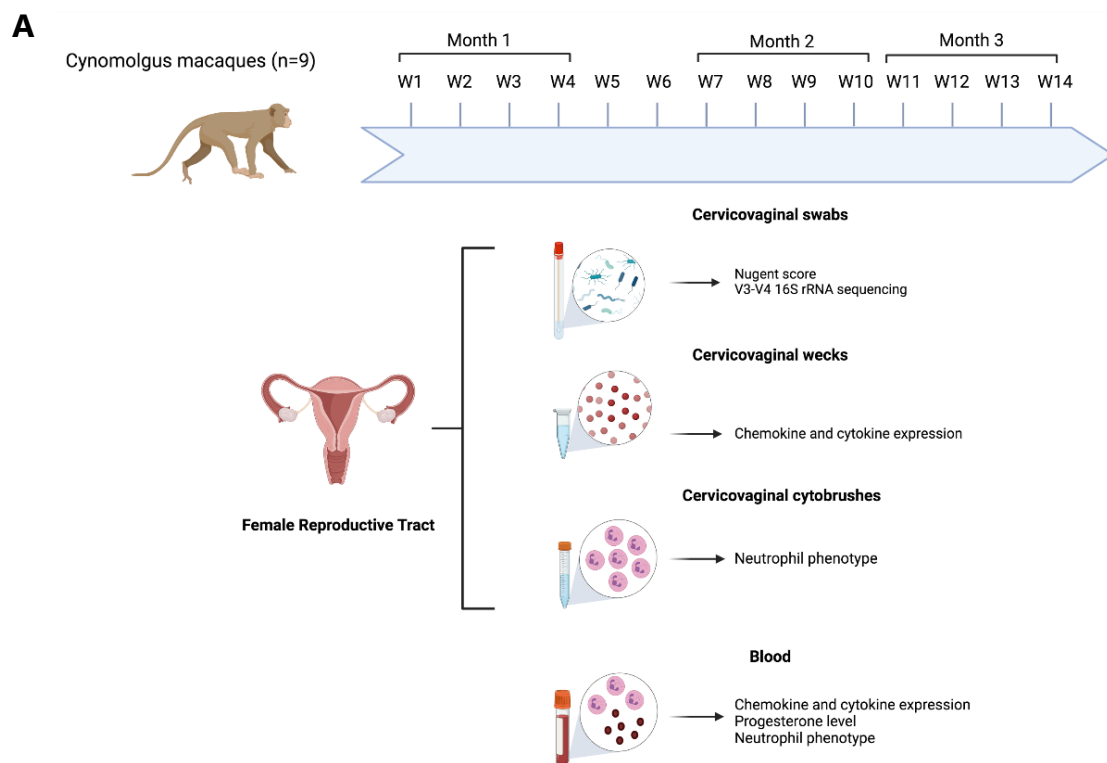 A
Cynomolgus macaques (n=9)
Month 1
Month 2
Month 3
W1 W2 W3 W4 W5 W6 W7 W8 W9 W10 W11 W12 W13 W14
Cervicovaginal swabs
Nugent score
V3-V4 16S rRNA sequencing
Cervicovaginal wecks
Chemokine and cytokine expression
Cervicovaginal cytobrushes
Neutrophil phenotype
Female Reproductive Tract
Blood
Chemokine and cytokine expression
Progesterone level
Neutrophil phenotype